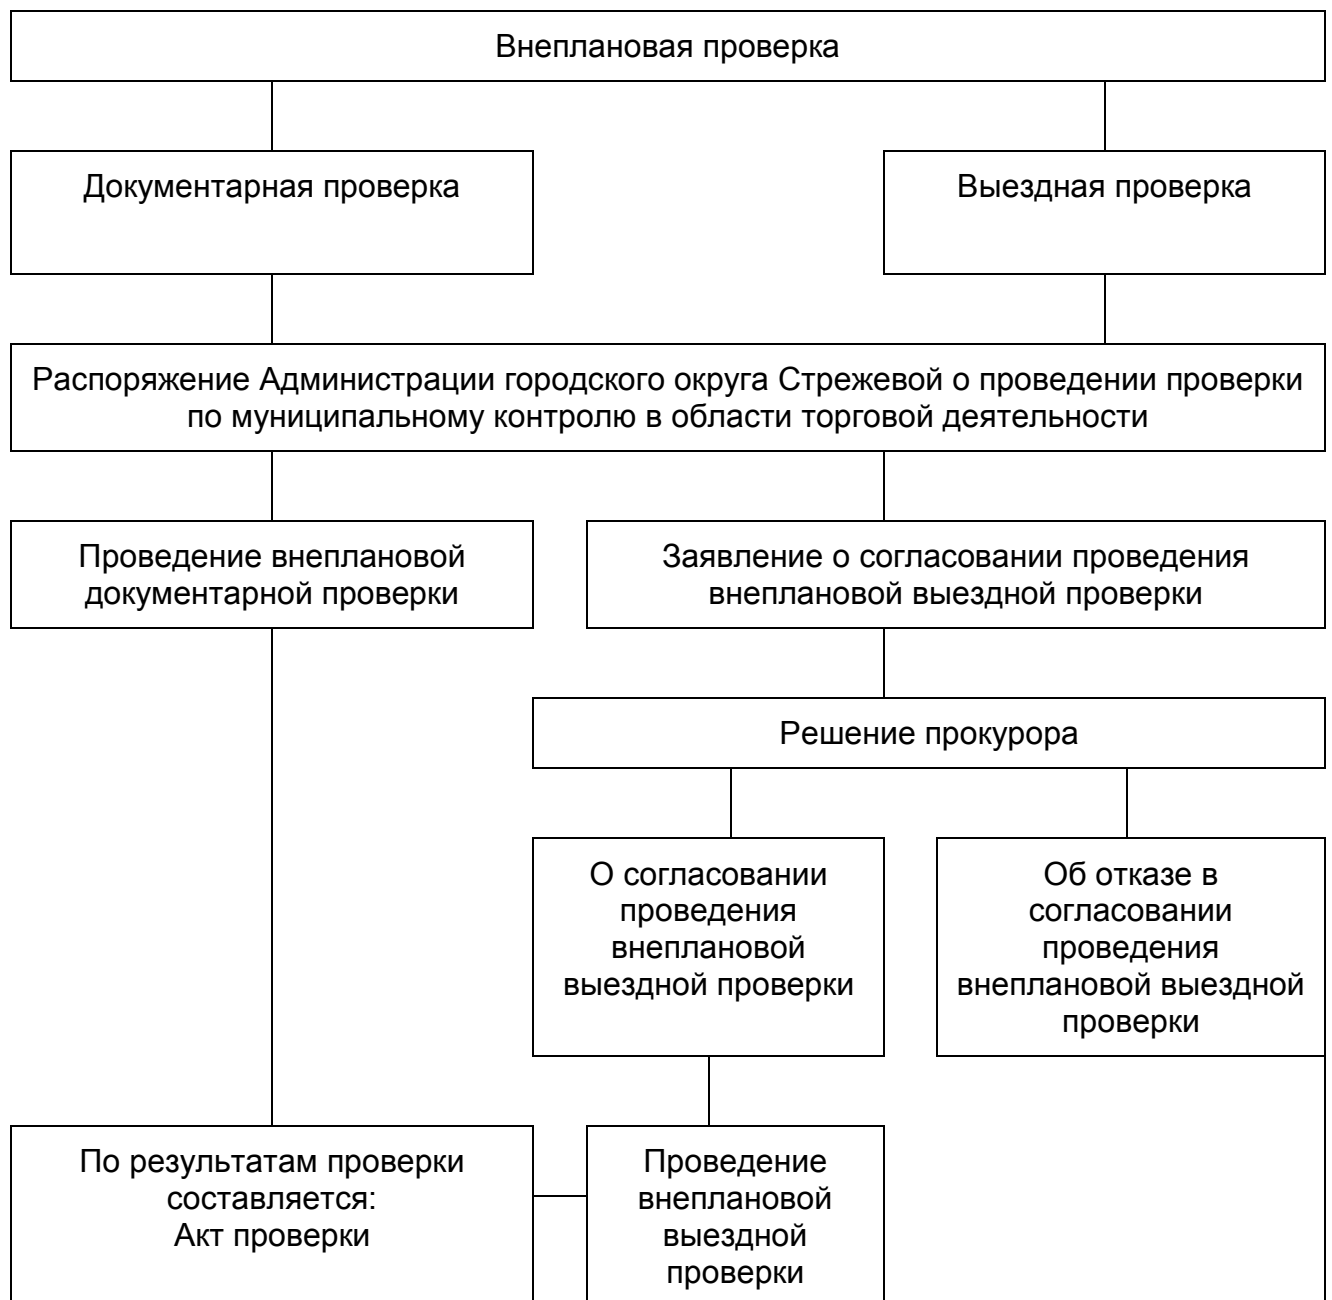 Внеплановая проверка
Документарная проверка
Выездная проверка
Распоряжение Администрации городского округа Стрежевой о проведении проверки
по муниципальному контролю в области торговой деятельности
Проведение внеплановой
документарной проверки
Заявление о согласовании проведения
внеплановой выездной проверки
Решение прокурора
О согласовании
проведения
внеплановой
выездной проверки
Об отказе в
согласовании
проведения
внеплановой выездной
проверки
По результатам проверки
составляется:
Акт проверки
Проведение
внеплановой
выездной
проверки